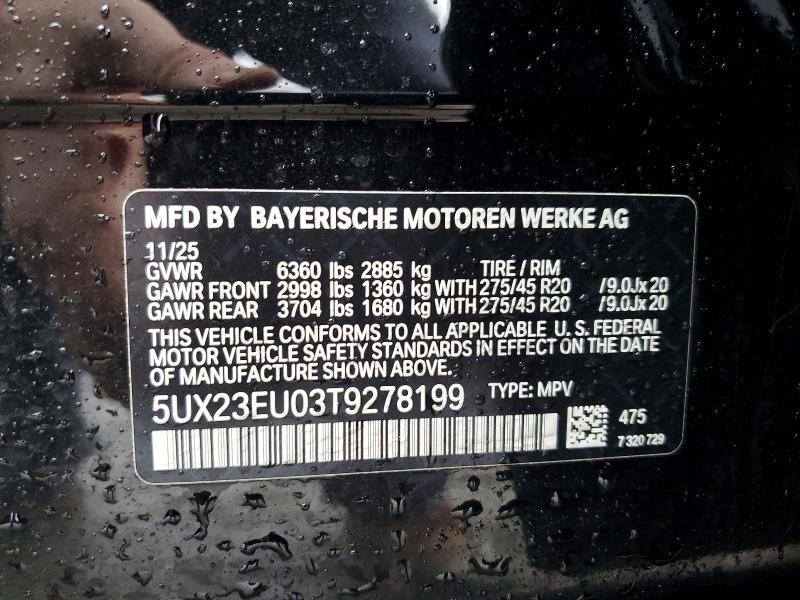 MFD BY BAYERISCHE MOTOREN WERKE AG
11/25
GVWR 6360 lbs 2885 kg TIRE / RIM
GAWR FRONT 2998 lbs 1360 kg WITH 275/45 R20 /9.0Jx20
GAWR REAR 3704 lbs 1680 kg WITH 275/45 R20 /9.0Jx20
THIS VEHICLE CONFORMS TO ALL APPLICABLE U.S. FEDERAL
MOTOR VEHICLE SAFETY STANDARDS IN EFFECT ON THE DATE
OF MANUFACTURE SHOWN ABOVE.
5UX23EU03T9278199 TYPE: MPV
475
7 320 729